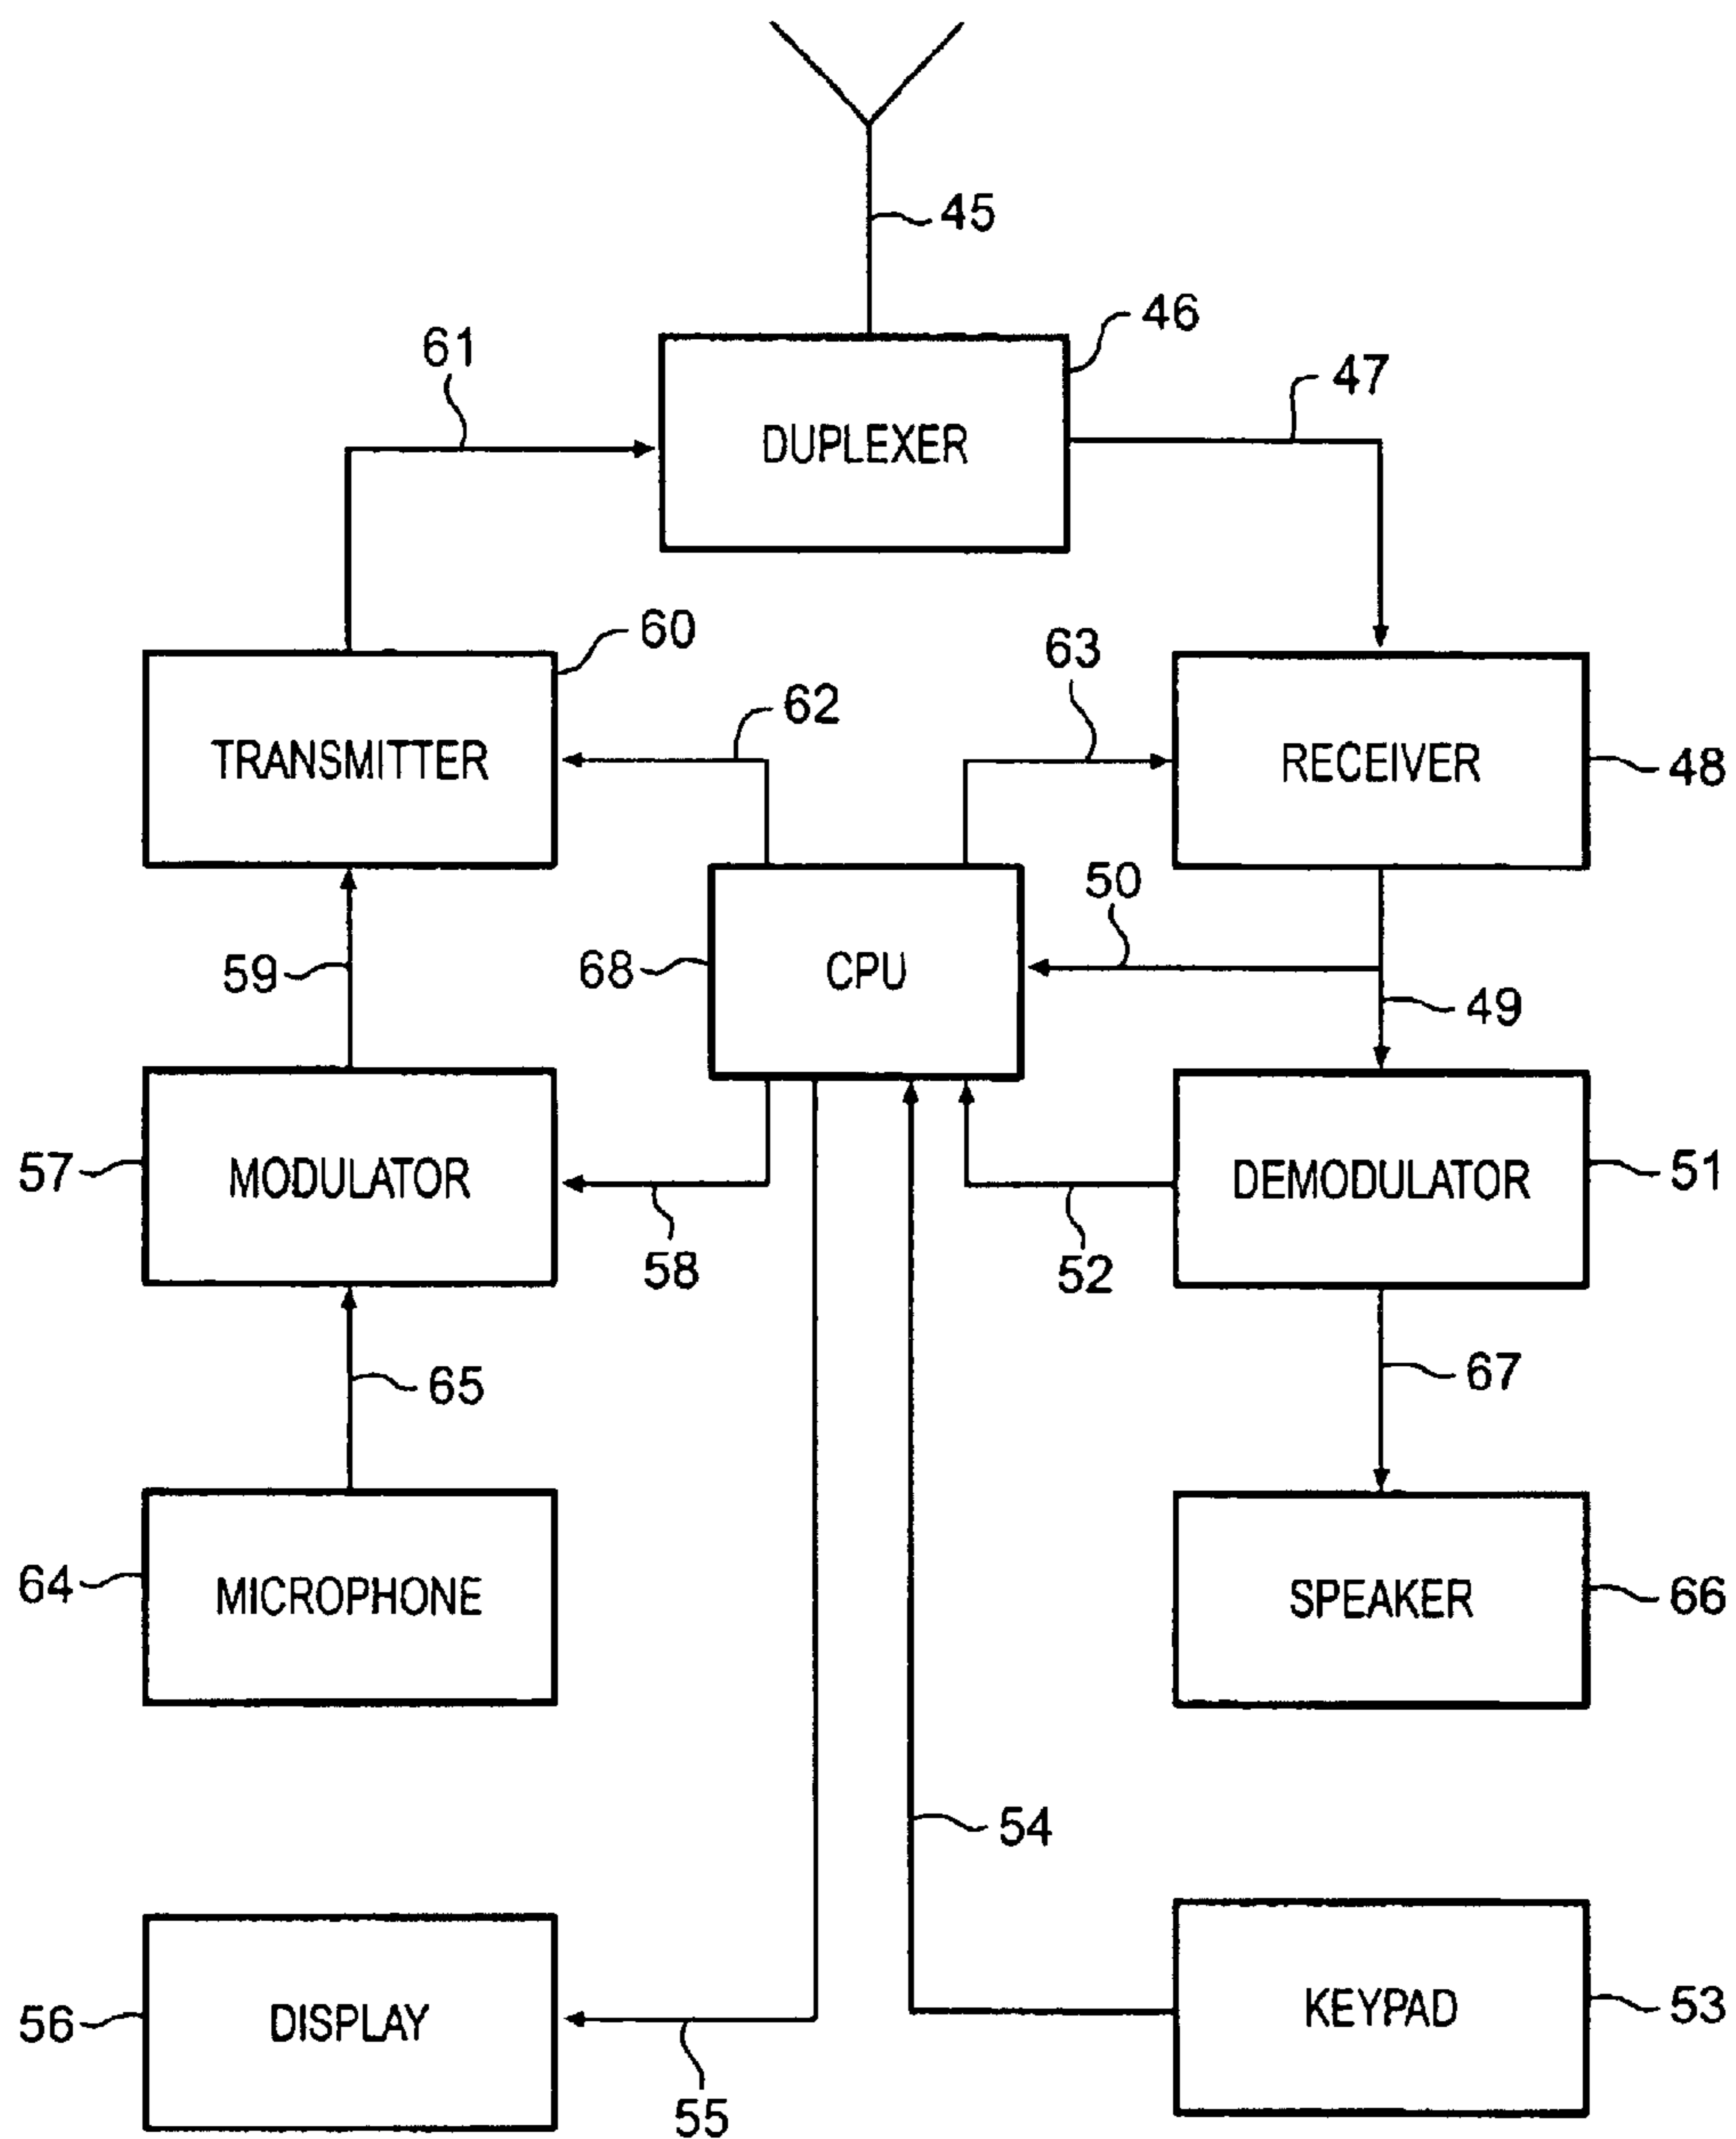 45
46
61
47
DUPLEXER
60
63
62
TRANSMITTER
RECEIVER
48
50
68
CPU
59
49
57
MODULATOR
DEMODULATOR
51
58
52
65
67
64
MICROPHONE
SPEAKER
66
54
56
DISPLAY
KEYPAD
53
55